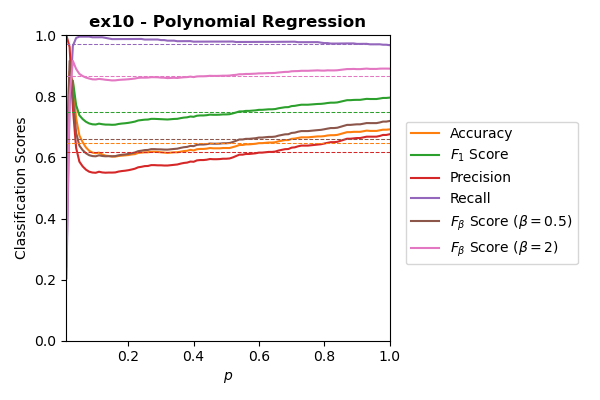 ex10 - Polynomial Regression
Classification Scores
1.0
0.8
0.6
0.4
0.2
0.0
0.2 0.4 0.6 0.8 1.0
p
Accuracy
F₁ Score
Precision
Recall
Fᵦ Score (β = 0.5)
Fᵦ Score (β = 2)